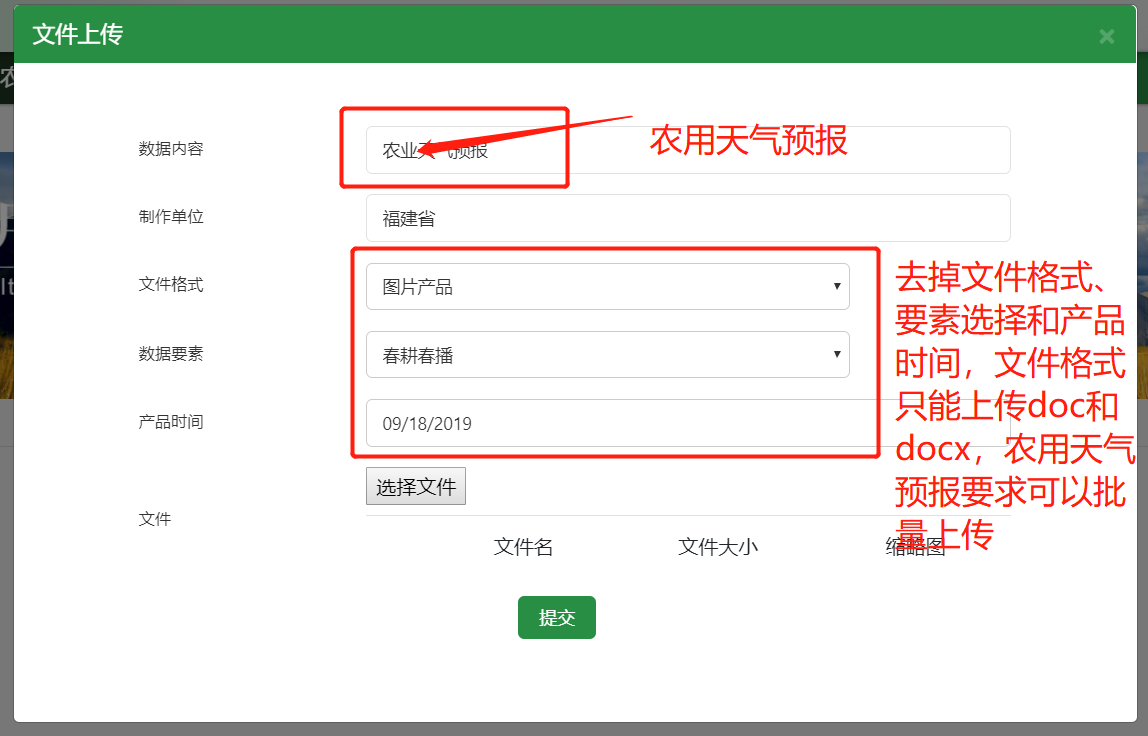 文件上传
×
农
数据内容
农业天气预报
农用天气预报
制作单位
福建省
lt
文件格式
图片产品
数据要素
春耕春播
产品时间
09/18/2019
去掉文件格式、
要素选择和产品
时间，文件格式
只能上传doc和
docx，农用天气
预报要求可以批
量上传
选择文件
文件
文件名 文件大小 缩略图
提交